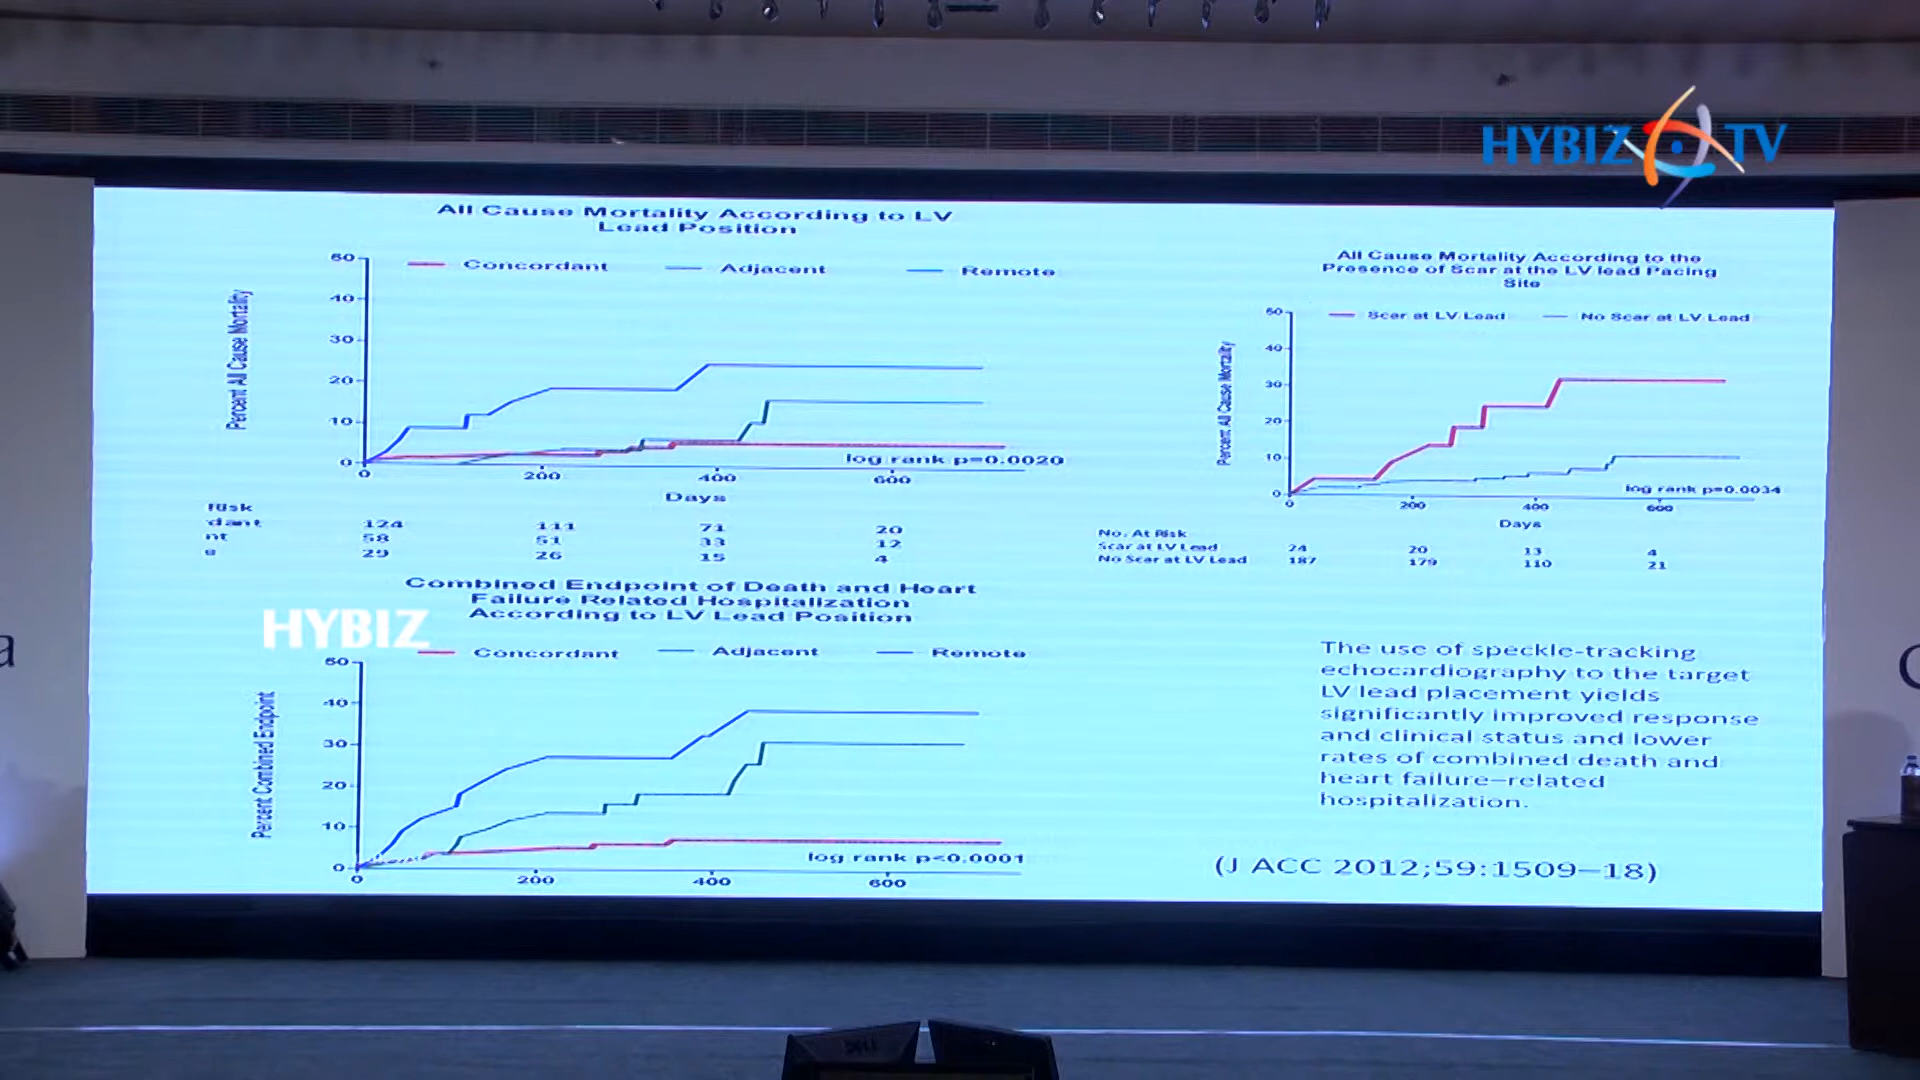 HYBIZ TV
All Cause Mortality According to LV
Lead Position
Concordant Adjacent Remote
Percent All Cause Mortality
50
40
30
20
10
0
0 200 400 600
log rank p=0.0020
Days
Risk
dant 124 111 71 20
nt 58 51 33 12
e 29 26 15 4
All Cause Mortality According to the
Presence of Scar at the LV lead Pacing
Site
Scar at LV Lead No Scar at LV Lead
Percent All Cause Mortality
50
40
30
20
10
0
0 200 400 600
log rank p=0.0034
Days
No. At Risk
Scar at LV Lead 24 20 13 4
No Scar at LV Lead 187 179 110 21
Combined Endpoint of Death and Heart
Failure Related Hospitalization
According to LV Lead Position
HYBIZ
Concordant Adjacent Remote
Percent Combined Endpoint
50
40
30
20
10
0
0 200 400 600
log rank p<0.0001
The use of speckle-tracking
echocardiography to the target
LV lead placement yields
significantly improved response
and clinical status and lower
rates of combined death and
heart failure–related
hospitalization.
(J ACC 2012;59:1509–18)
a
DELL